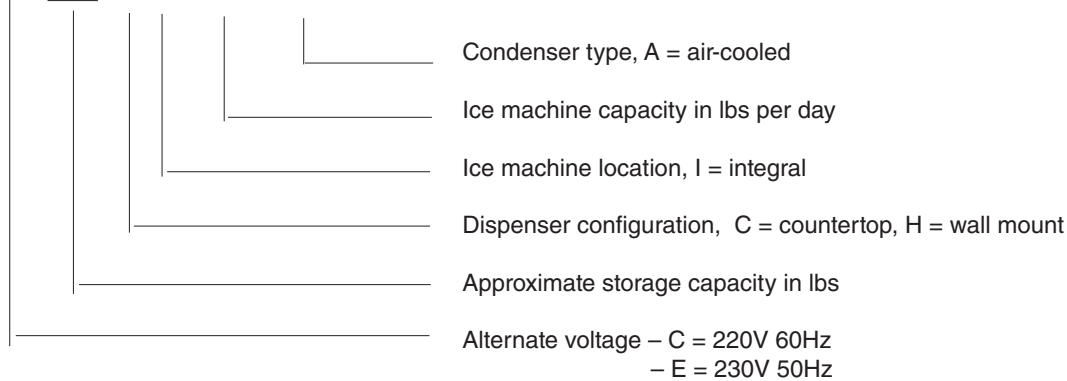 Condenser type, A = air-cooled
Ice machine capacity in lbs per day
Ice machine location, I = integral
Dispenser configuration,  C = countertop, H = wall mount
Approximate storage capacity in lbs
Alternate voltage – C = 220V 60Hz
– E = 230V 50Hz